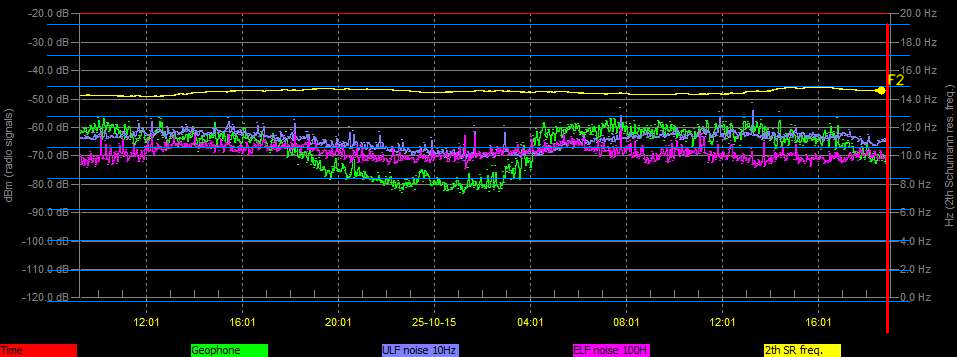 -20.0 dB 20.0 Hz
-30.0 dB 18.0 Hz
-40.0 dB 16.0 Hz
F2
-50.0 dB 14.0 Hz
-60.0 dB 12.0 Hz
-70.0 dB 10.0 Hz
-80.0 dB 8.0 Hz
-90.0 dB 6.0 Hz
-100.0 dB 4.0 Hz
-110.0 dB 2.0 Hz
-120.0 dB 0.0 Hz
dBm (radio signals)
Hz (2th Schumann res. freq.)
12:01 16:01 20:01 25-10-15 04:01 08:01 12:01 16:01
Time Geophone ULF noise 10Hz ELF noise 100H 2th SR freq.